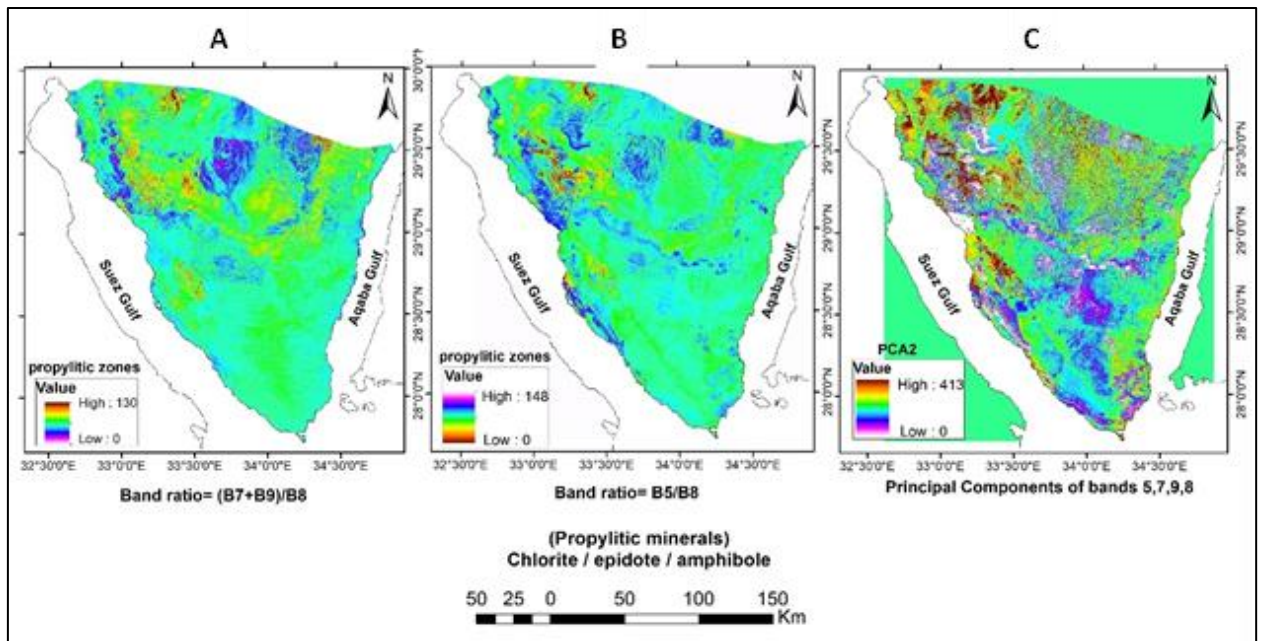 A
B
C
N
N
N
30°0'0"N
29°30'0"N
29°0'0"N
28°30'0"N
28°0'0"N
29°30'0"N
29°0'0"N
28°30'0"N
28°0'0"N
Suez Gulf
Aqaba Gulf
Suez Gulf
Aqaba Gulf
Suez Gulf
Aqaba Gulf
propylitic zones
Value
High : 130
Low : 0
propylitic zones
Value
High : 148
Low : 0
PCA2
Value
High : 413
Low : 0
32°30'0"E 33°0'0"E 33°30'0"E 34°0'0"E 34°30'0"E
32°30'0"E 33°0'0"E 33°30'0"E 34°0'0"E 34°30'0"E
32°30'0"E 33°0'0"E 33°30'0"E 34°0'0"E 34°30'0"E
Band ratio= (B7+B9)/B8
Band ratio= B5/B8
Principal Components of bands 5,7,9,8
(Propylitic minerals)
Chlorite / epidote / amphibole
50 25 0 50 100 150
Km